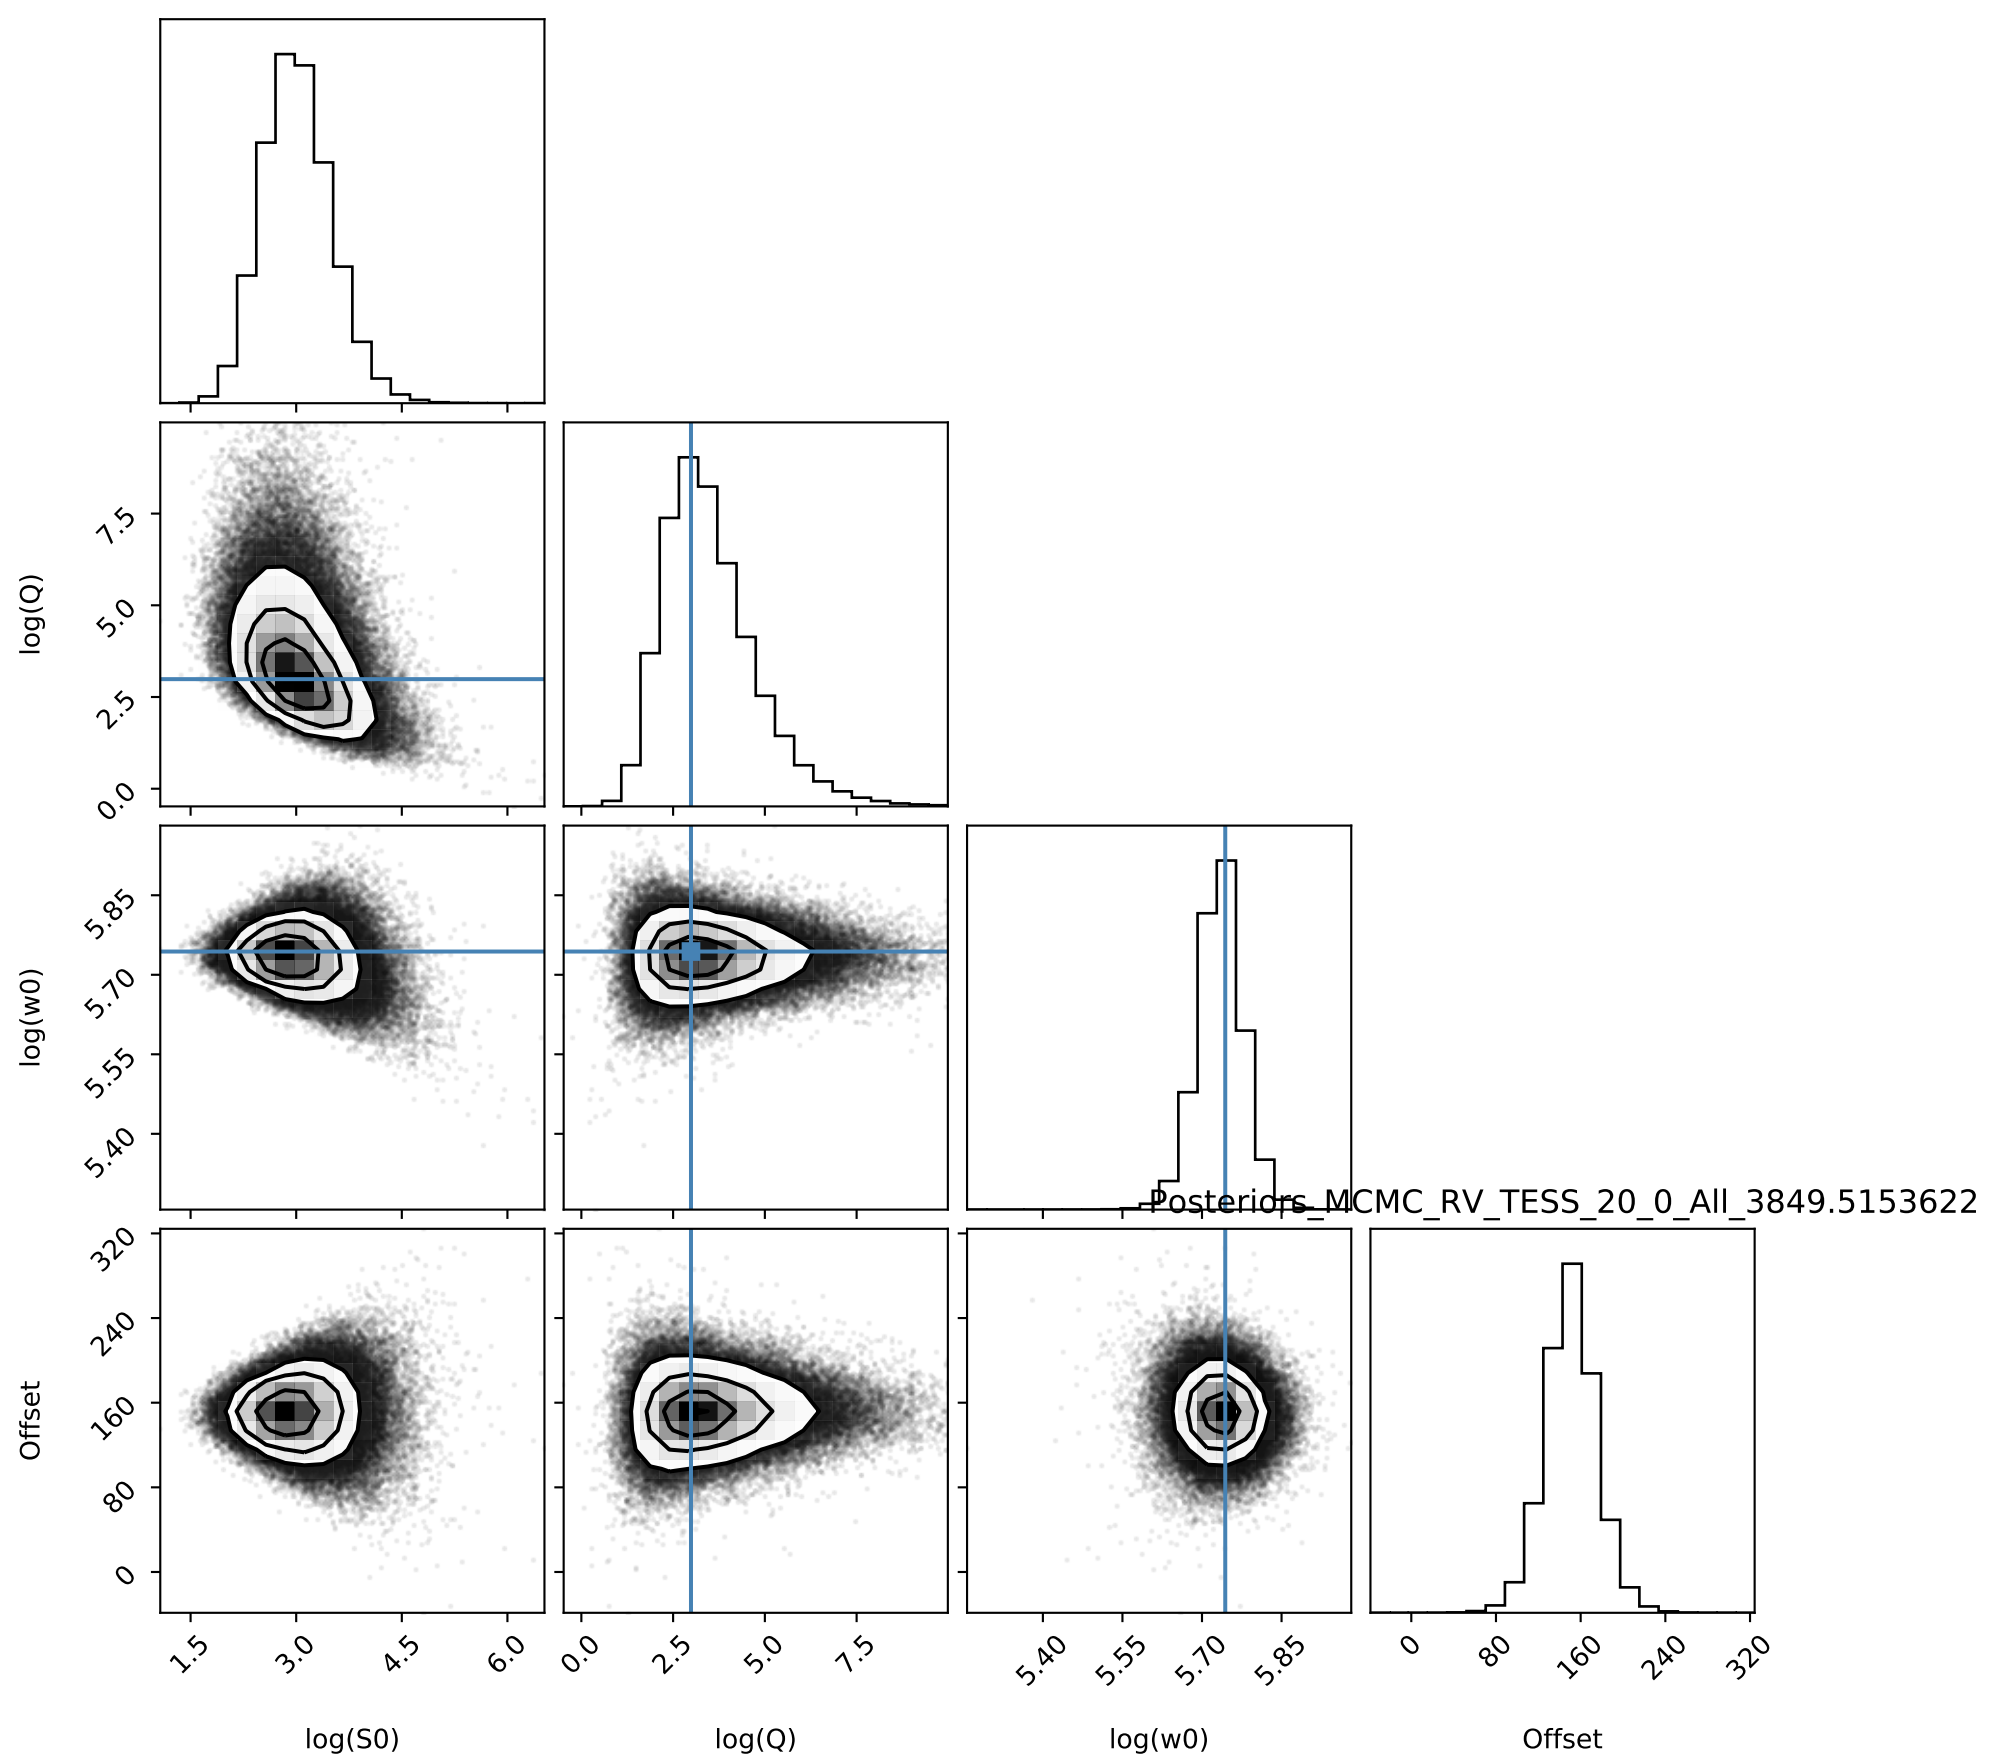 log(Q)
7.5
5.0
2.5
0.0
log(w0)
5.85
5.70
5.55
5.40
Posteriors_MCMC_RV_TESS_20_0_All_3849.5153622
Offset
320
240
160
80
0
1.5 3.0 4.5 6.0
0.0 2.5 5.0 7.5
5.40 5.55 5.70 5.85
0 80 160 240 320
log(S0)
log(Q)
log(w0)
Offset